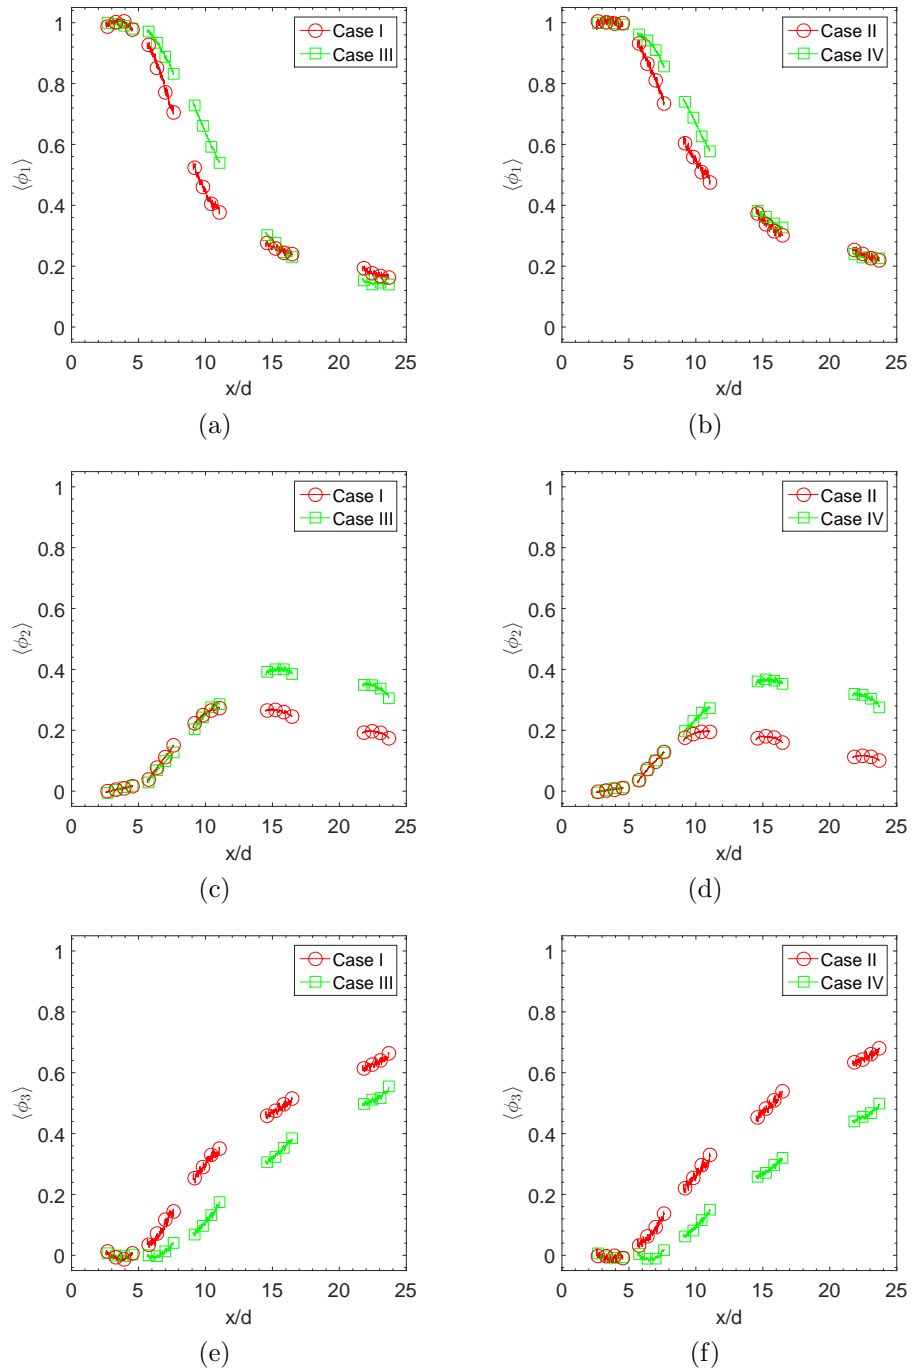 1
0.8
0.6
0.4
0.2
0
⟨ϕ₁⟩
Case I
Case III
0 5 10 15 20 25
x/d
(a)
1
0.8
0.6
0.4
0.2
0
⟨ϕ₁⟩
Case II
Case IV
0 5 10 15 20 25
x/d
(b)
1
0.8
0.6
0.4
0.2
0
⟨ϕ₂⟩
Case I
Case III
0 5 10 15 20 25
x/d
(c)
1
0.8
0.6
0.4
0.2
0
⟨ϕ₂⟩
Case II
Case IV
0 5 10 15 20 25
x/d
(d)
1
0.8
0.6
0.4
0.2
0
⟨ϕ₃⟩
Case I
Case III
0 5 10 15 20 25
x/d
(e)
1
0.8
0.6
0.4
0.2
0
⟨ϕ₃⟩
Case II
Case IV
0 5 10 15 20 25
x/d
(f)